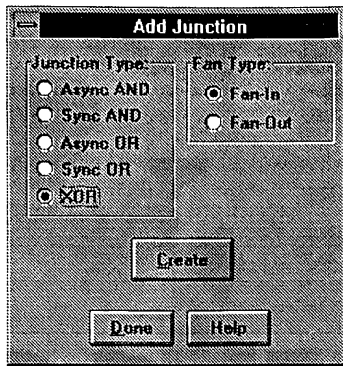 Add Junction
Junction Type:
Async AND
Sync AND
Async OR
Sync OR
XOR
Fan Type:
Fan-In
Fan-Out
Create
Done
Help